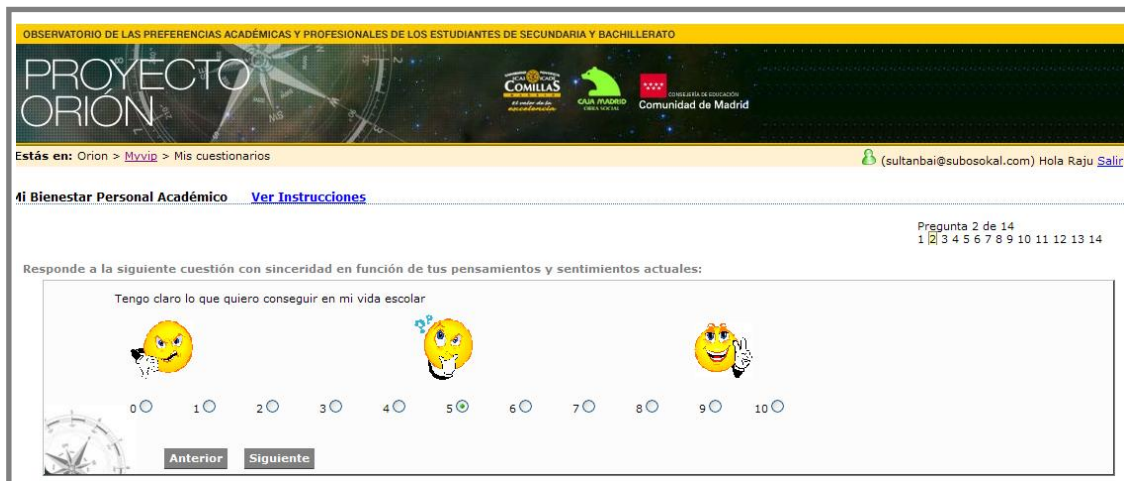 OBSERVATORIO DE LAS PREFERENCIAS ACADÉMICAS Y PROFESIONALES DE LOS ESTUDIANTES DE SECUNDARIA Y BACHILLERATO
PROYECTO
ORIÓN
COMILLAS
el valor de la
excelencia
CAJA MADRID
OBRA SOCIAL
CONSEJERÍA DE EDUCACIÓN
Comunidad de Madrid
Estás en: Orion > Myvip > Mis cuestionarios
(sultanbai@subosokal.com) Hola Raju Salir
Mi Bienestar Personal Académico Ver Instrucciones
Pregunta 2 de 14
1 2 3 4 5 6 7 8 9 10 11 12 13 14
Responde a la siguiente cuestión con sinceridad en función de tus pensamientos y sentimientos actuales:
Tengo claro lo que quiero conseguir en mi vida escolar
0 1 2 3 4 5 6 7 8 9 10
Anterior Siguiente